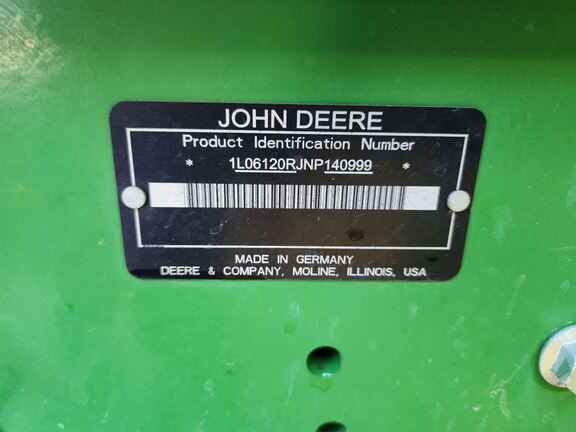 JOHN DEERE
Product Identification Number
* 1L06120RJNP140999 *
MADE IN GERMANY
DEERE & COMPANY, MOLINE, ILLINOIS, USA